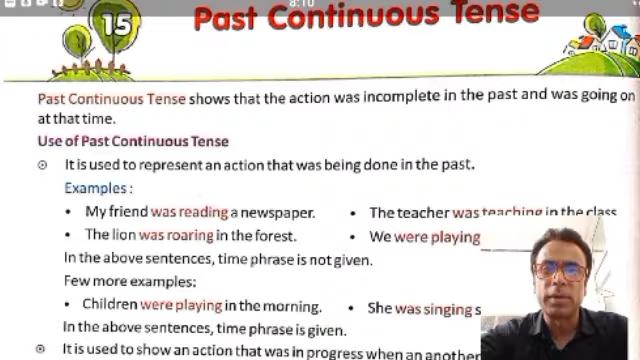 8:10
15
Past Continuous Tense
Past Continuous Tense shows that the action was incomplete in the past and was going on
at that time.
Use of Past Continuous Tense
It is used to represent an action that was being done in the past.
Examples :
• My friend was reading a newspaper. • The teacher was teaching in the class
• The lion was roaring in the forest. • We were playing
In the above sentences, time phrase is not given.
Few more examples:
• Children were playing in the morning. • She was singing s
In the above sentences, time phrase is given.
It is used to show an action that was in progress when an another